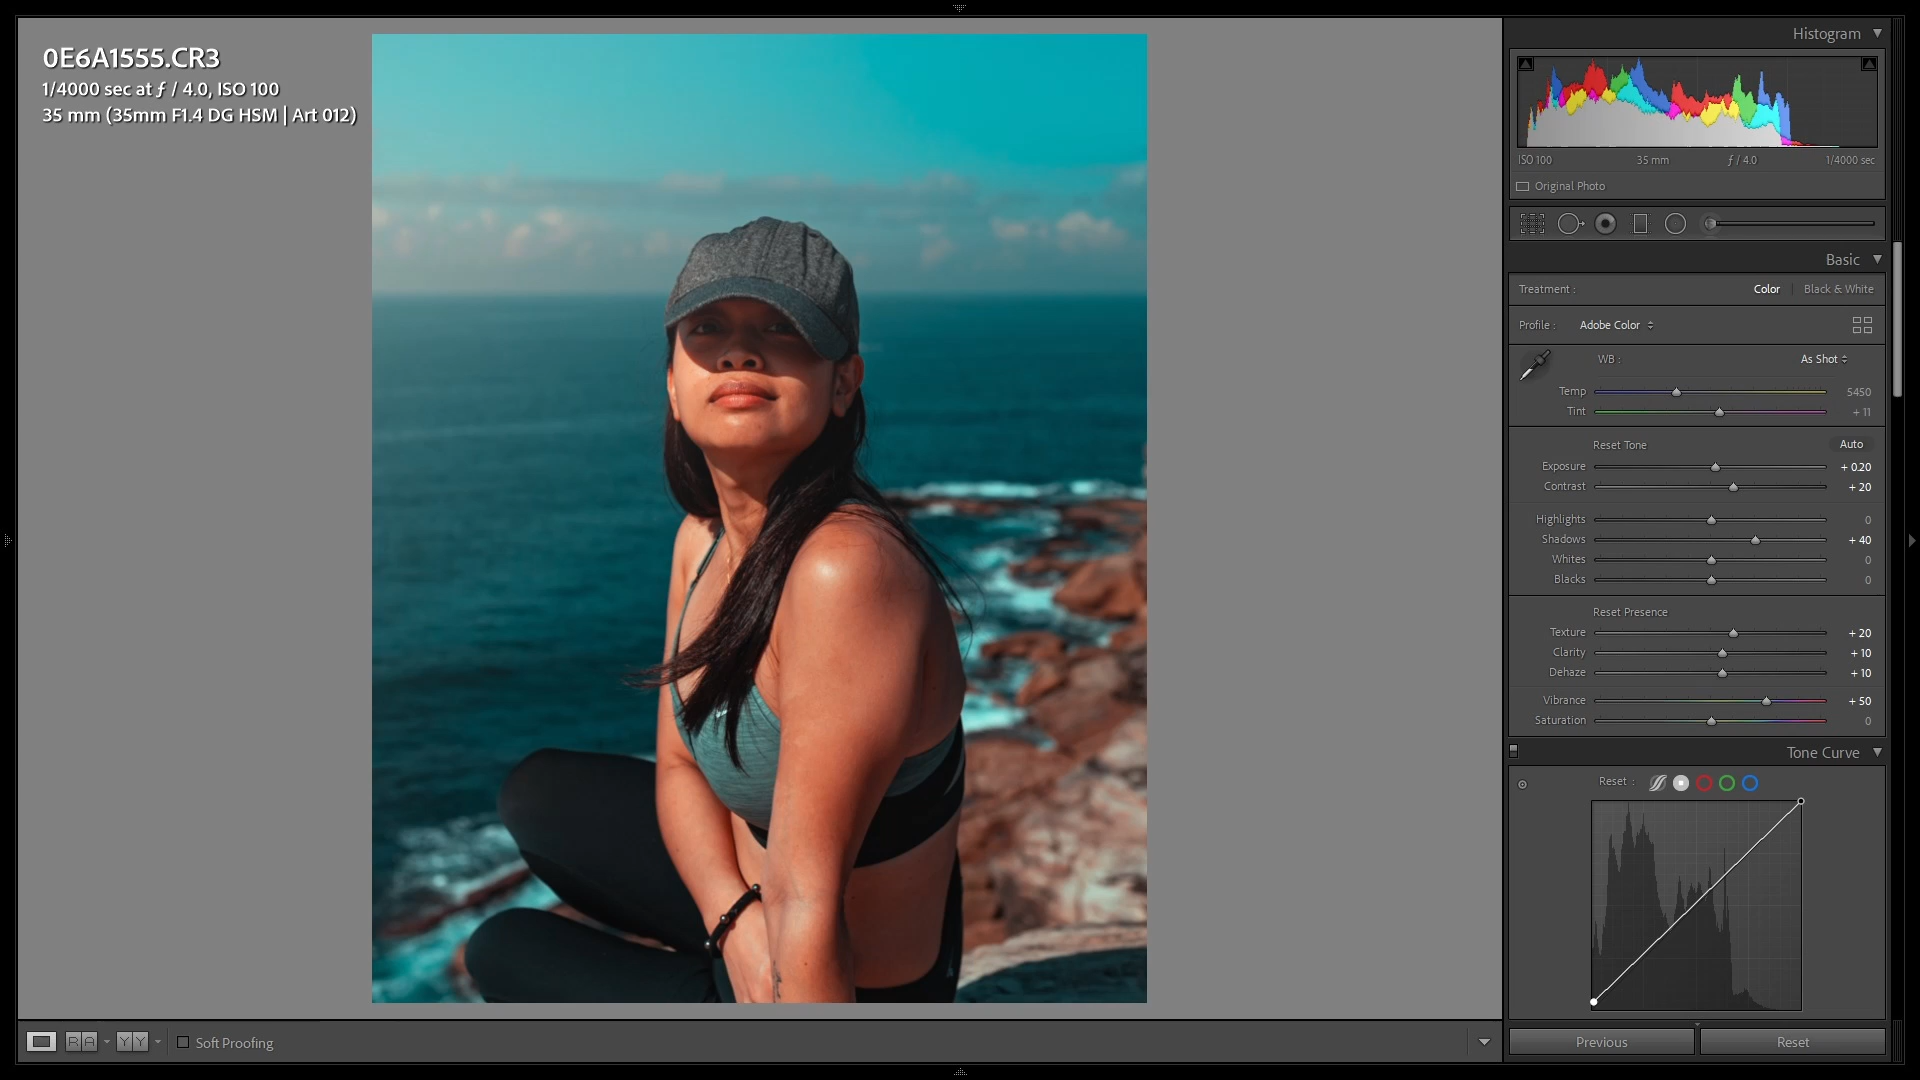 0E6A1555.CR3
1/4000 sec at ƒ / 4.0, ISO 100
35 mm (35mm F1.4 DG HSM | Art 012)
Histogram
ISO 100 35 mm ƒ / 4.0 1/4000 sec
Original Photo
Basic
Treatment : Color Black & White
Profile : Adobe Color
WB : As Shot
Temp 5450
Tint + 11
Reset Tone Auto
Exposure + 0.20
Contrast + 20
Highlights 0
Shadows + 40
Whites 0
Blacks 0
Reset Presence
Texture + 20
Clarity + 10
Dehaze + 10
Vibrance + 50
Saturation 0
Tone Curve
Reset :
R A Y Y Soft Proofing
Previous Reset